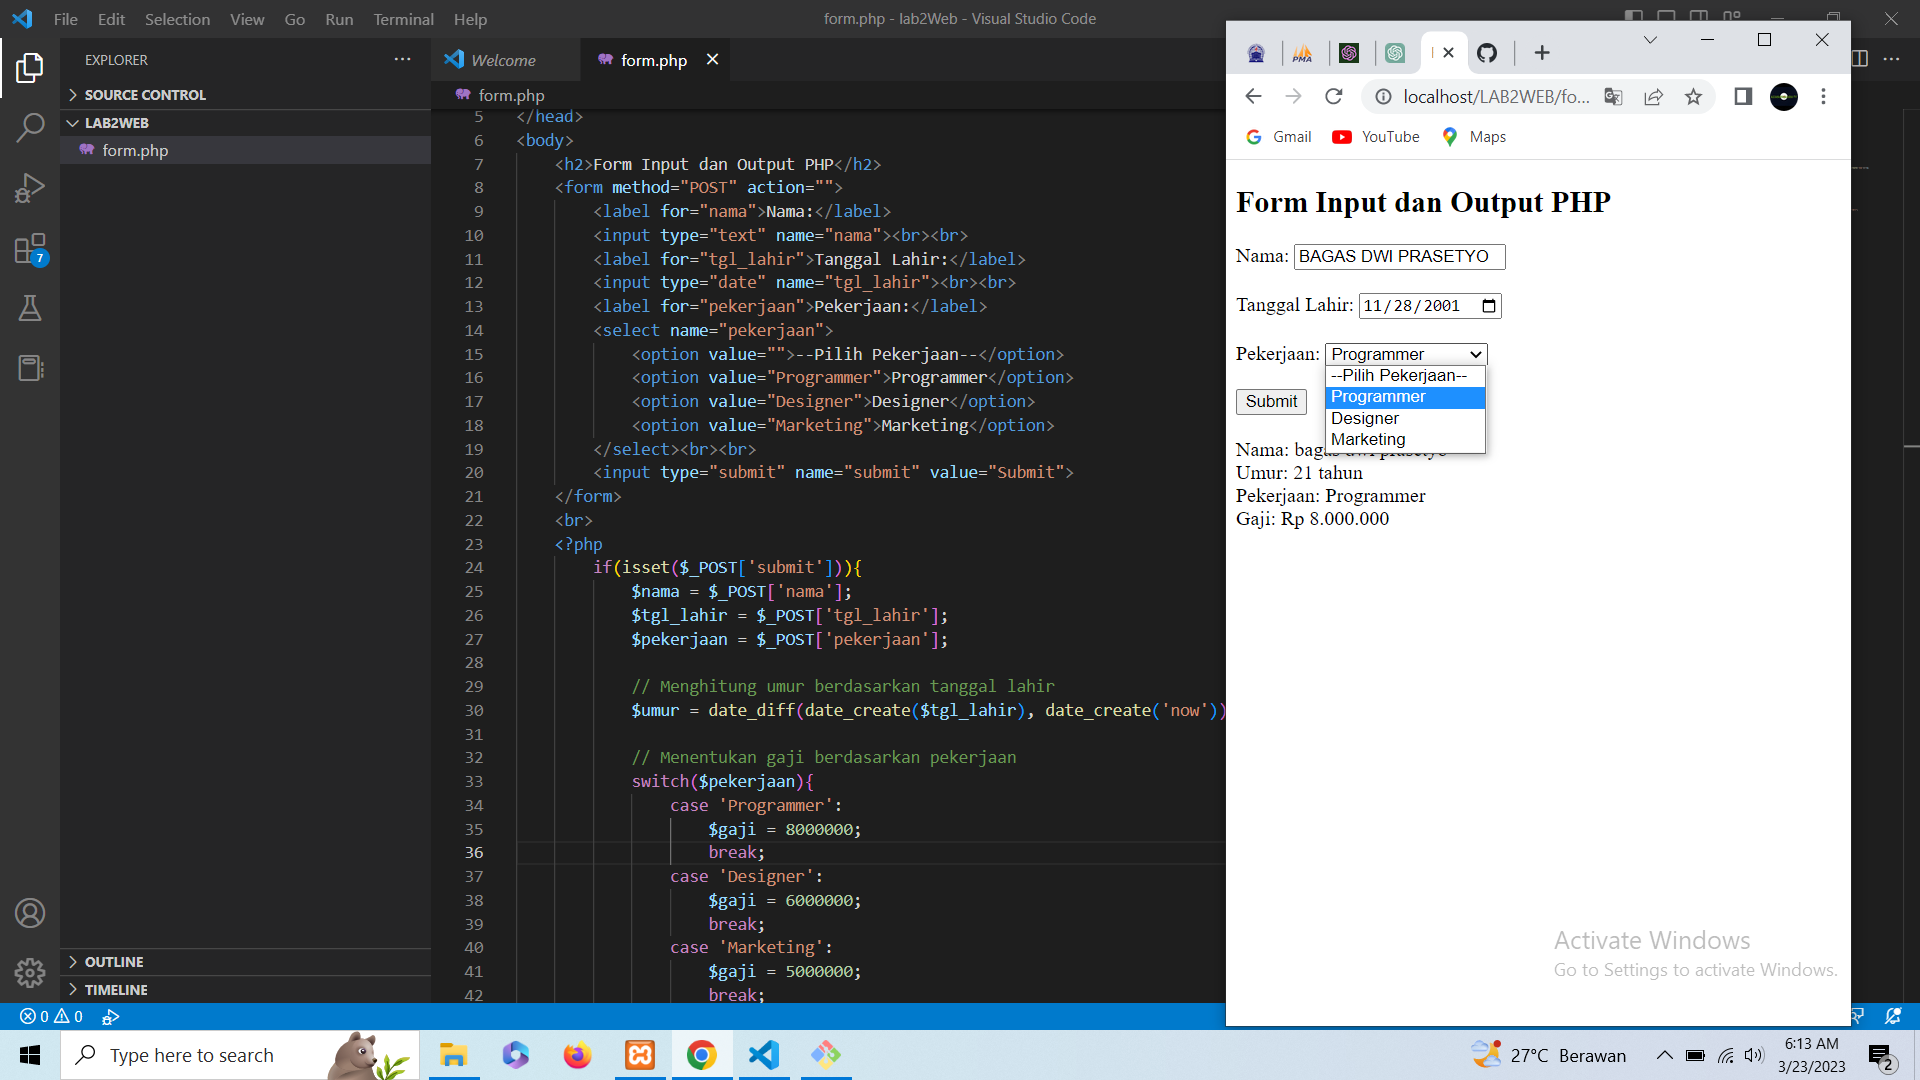 File Edit Selection View Go Run Terminal Help
form.php - lab2Web - Visual Studio Code
EXPLORER
SOURCE CONTROL
LAB2WEB
form.php
7
OUTLINE
TIMELINE
Welcome
form.php
form.php
5 </head>
6 <body>
7 <h2>Form Input dan Output PHP</h2>
8 <form method="POST" action="">
9 <label for="nama">Nama:</label>
10 <input type="text" name="nama"><br><br>
11 <label for="tgl_lahir">Tanggal Lahir:</label>
12 <input type="date" name="tgl_lahir"><br><br>
13 <label for="pekerjaan">Pekerjaan:</label>
14 <select name="pekerjaan">
15 <option value="">--Pilih Pekerjaan--</option>
16 <option value="Programmer">Programmer</option>
17 <option value="Designer">Designer</option>
18 <option value="Marketing">Marketing</option>
19 </select><br><br>
20 <input type="submit" name="submit" value="Submit">
21 </form>
22 <br>
23 <?php
24 if(isset($_POST['submit'])){
25 $nama = $_POST['nama'];
26 $tgl_lahir = $_POST['tgl_lahir'];
27 $pekerjaan = $_POST['pekerjaan'];
28
29 // Menghitung umur berdasarkan tanggal lahir
30 $umur = date_diff(date_create($tgl_lahir), date_create('now'))
31
32 // Menentukan gaji berdasarkan pekerjaan
33 switch($pekerjaan){
34 case 'Programmer':
35 $gaji = 8000000;
36 break;
37 case 'Designer':
38 $gaji = 6000000;
39 break;
40 case 'Marketing':
41 $gaji = 5000000;
42 break;
PMA
localhost/LAB2WEB/fo...
Gmail YouTube Maps
Form Input dan Output PHP
Nama: BAGAS DWI PRASETYO
Tanggal Lahir: 11/28/2001
Pekerjaan: Programmer
--Pilih Pekerjaan--
Programmer
Designer
Marketing
Submit
Nama: bagas dwi prasetyo
Umur: 21 tahun
Pekerjaan: Programmer
Gaji: Rp 8.000.000
Activate Windows
Go to Settings to activate Windows.
0 0
Type here to search
27°C Berawan
6:13 AM
3/23/2023
2